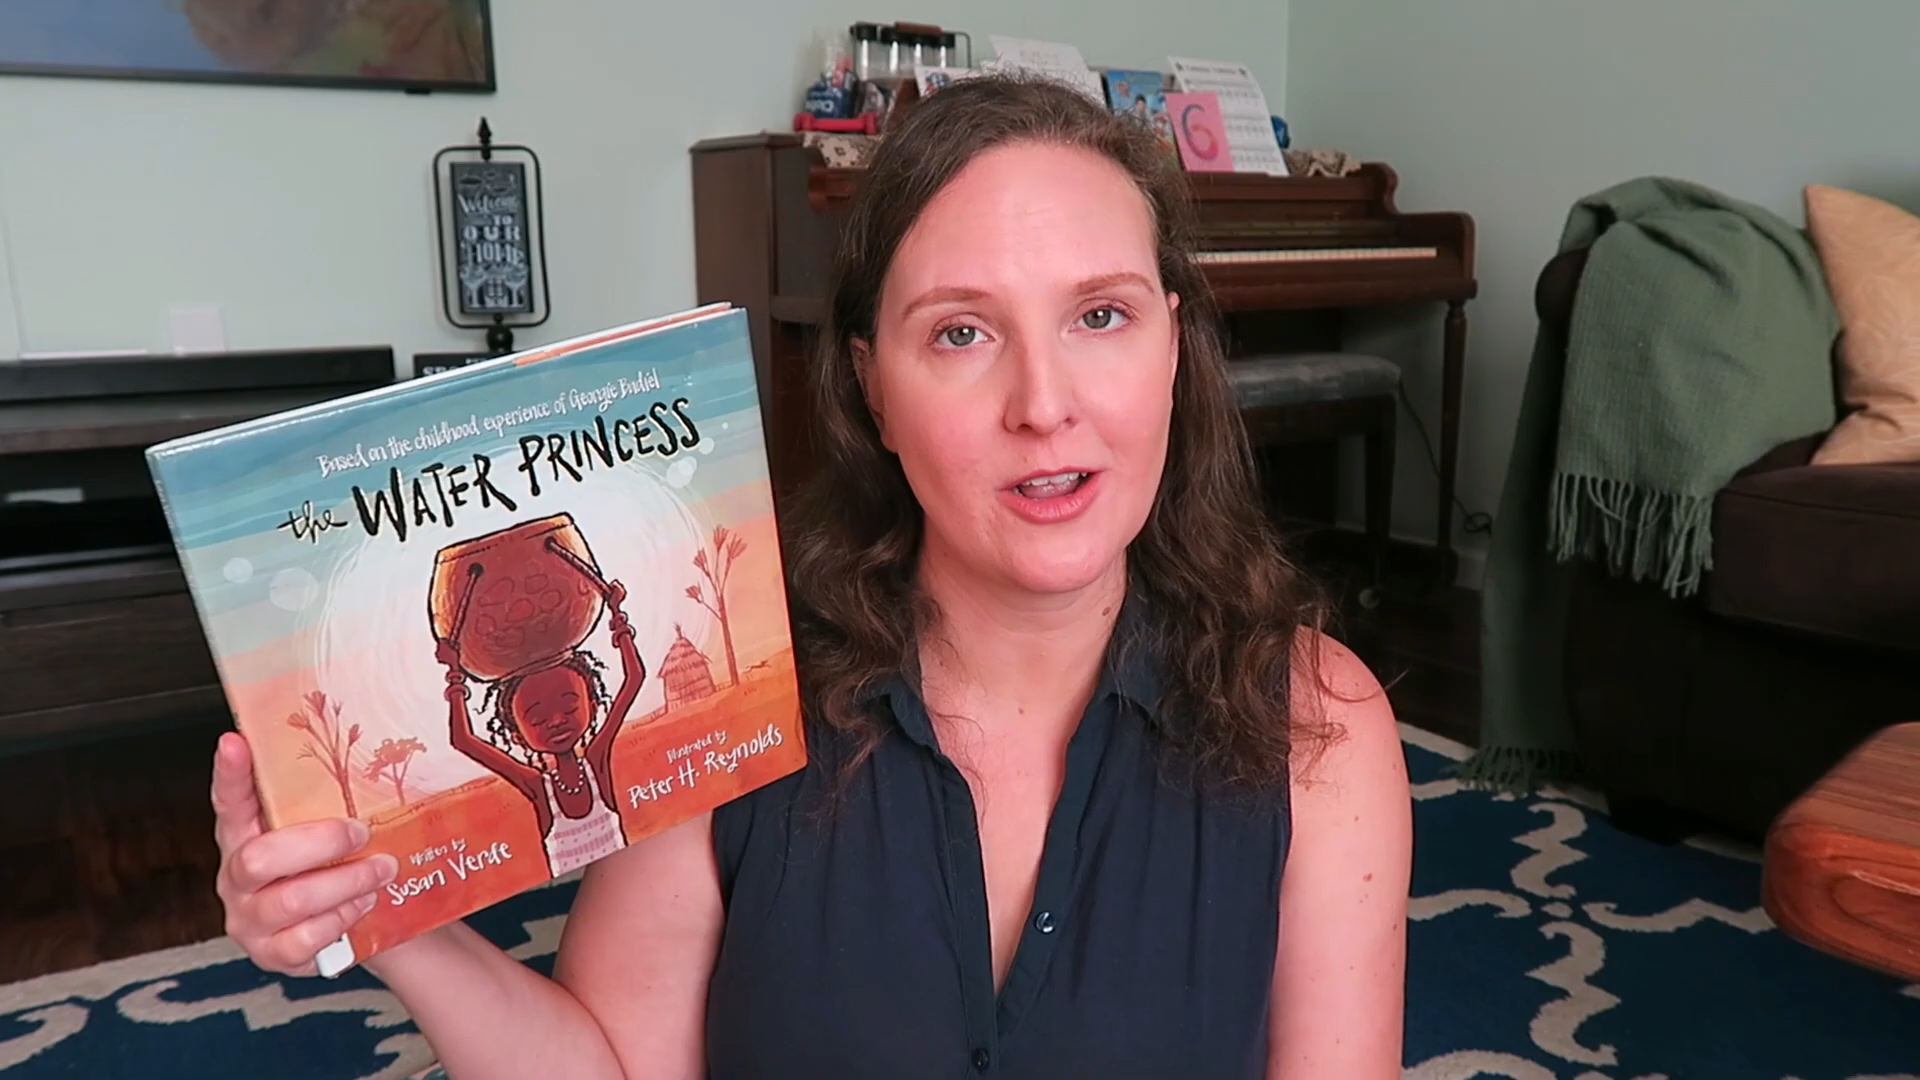 Welcome
TO
OUR
HOME
6
Based on the childhood experience of Georgie Badiel
the WATER PRINCESS
Illustrated by
Peter H. Reynolds
Written by
Susan Verde